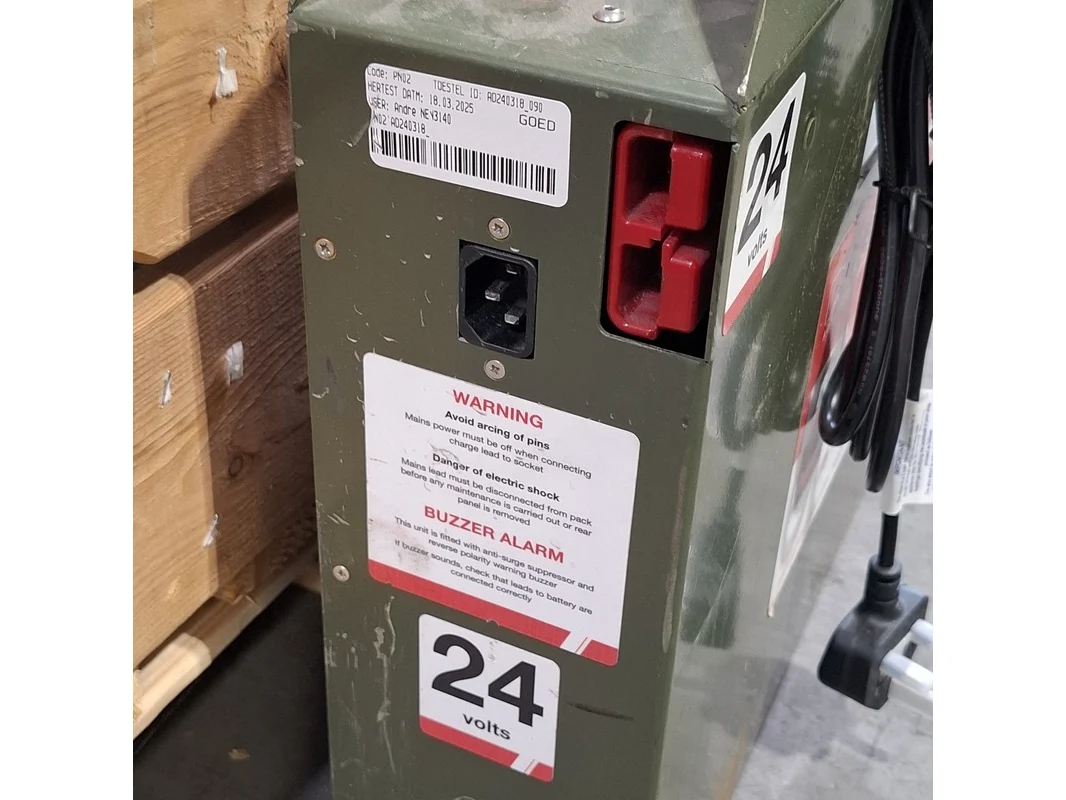 Code: PN02 TOESTEL ID: AD240318_090
HERTEST DATM: 18.03.2025
USER: Andre NEN3140 GOED
PN02:AD240318_
24
volts
WARNING
Avoid arcing of pins
Mains power must be off when connecting
charge lead to socket
Danger of electric shock
Mains lead must be disconnected from pack
before any maintenance is carried out or rear
panel is removed
BUZZER ALARM
This unit is fitted with anti-surge suppressor and
reverse polarity warning buzzer
If buzzer sounds, check that leads to battery are
connected correctly
24
volts